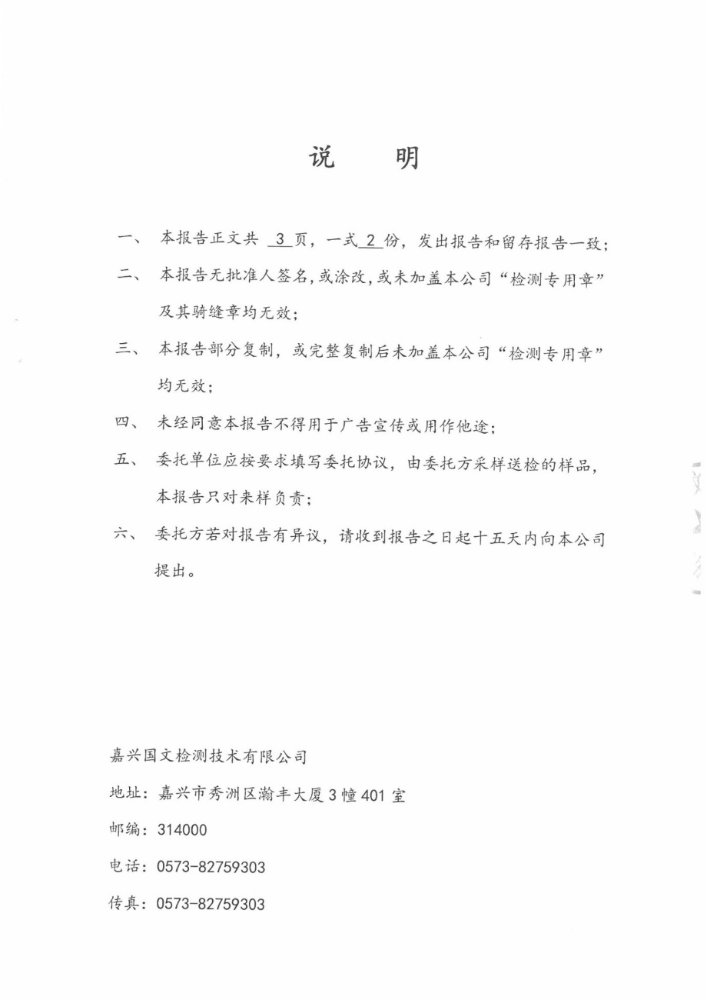 说 明
一、 本报告正文共 3 页，一式 2 份，发出报告和留存报告一致；
二、 本报告无批准人签名,或涂改,或未加盖本公司“检测专用章”
及其骑缝章均无效；
三、 本报告部分复制，或完整复制后未加盖本公司“检测专用章”
均无效；
四、 未经同意本报告不得用于广告宣传或用作他途；
五、 委托单位应按要求填写委托协议，由委托方采样送检的样品，
本报告只对来样负责；
六、 委托方若对报告有异议，请收到报告之日起十五天内向本公司
提出。
嘉兴国文检测技术有限公司
地址：嘉兴市秀洲区瀚丰大厦 3 幢 401 室
邮编：314000
电话：0573-82759303
传真：0573-82759303